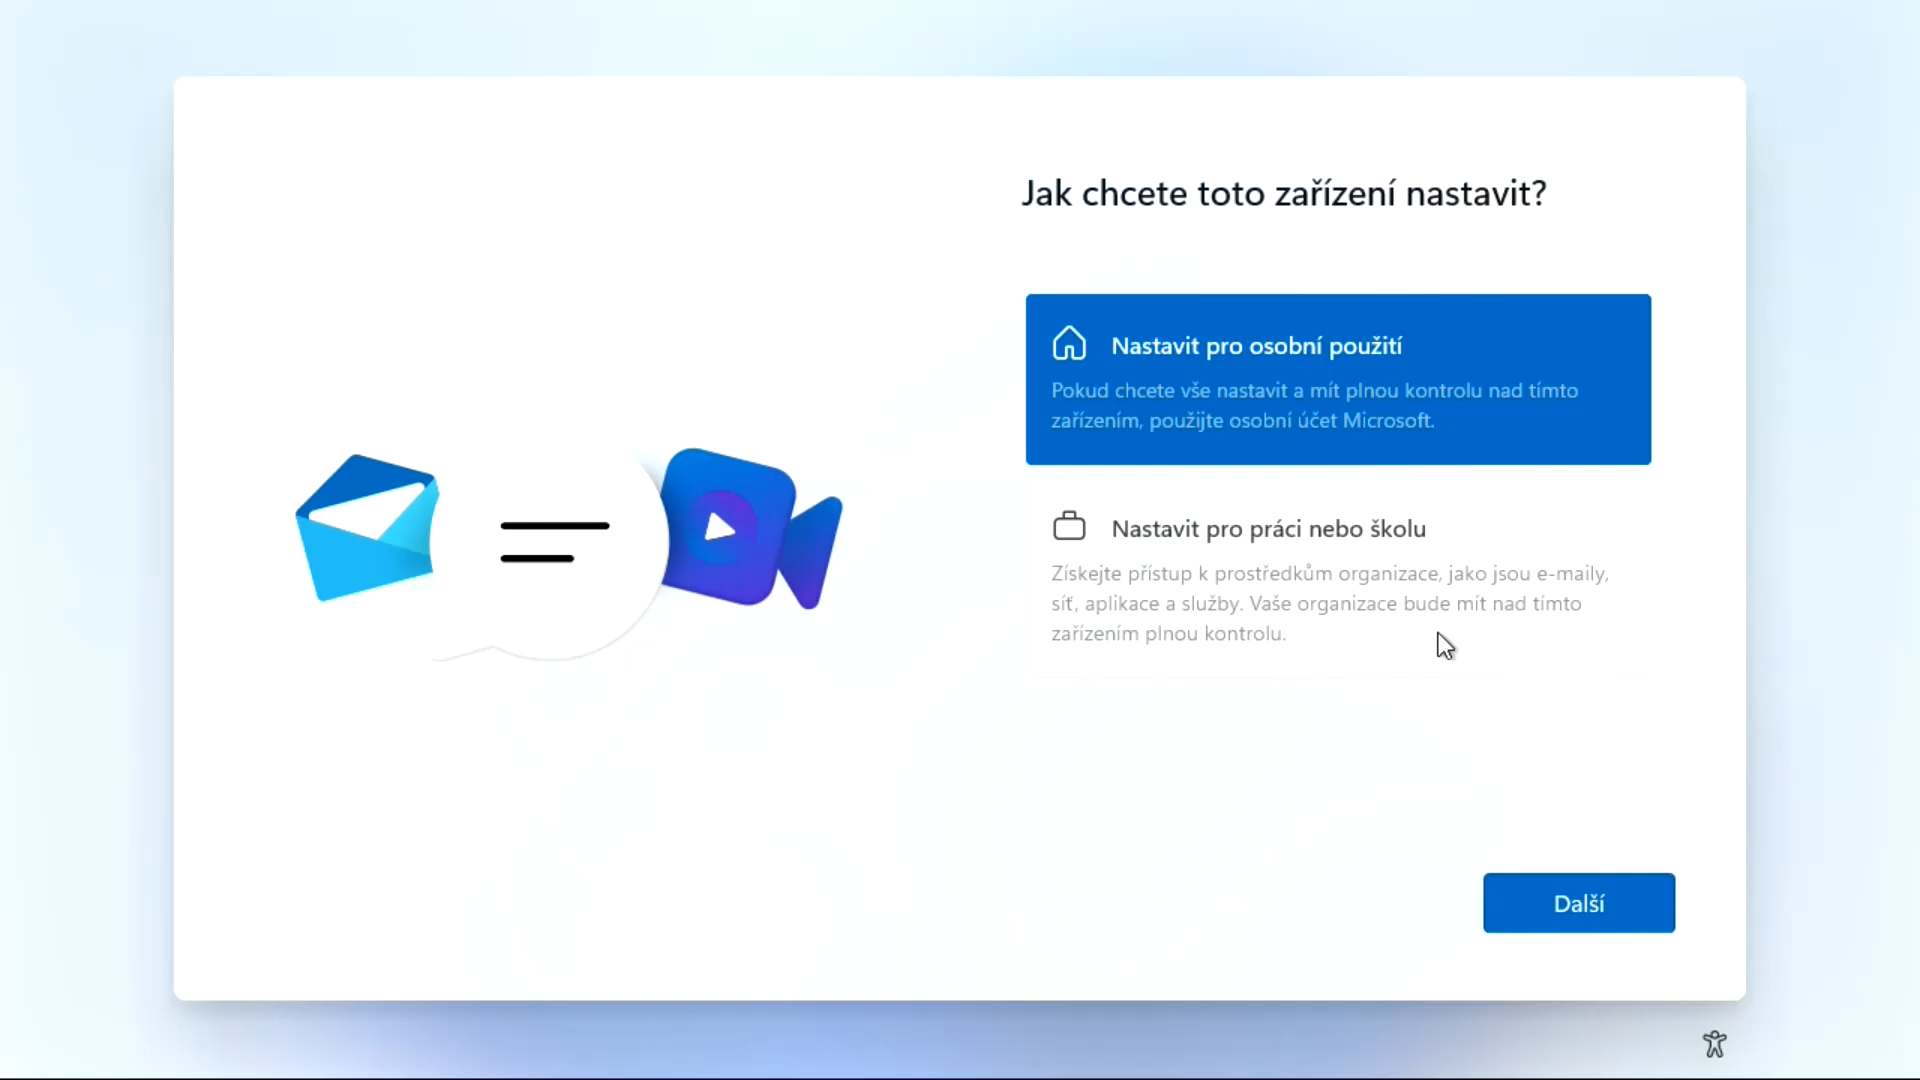 Jak chcete toto zařízení nastavit?
Nastavit pro osobní použití
Pokud chcete vše nastavit a mít plnou kontrolu nad tímto
zařízením, použijte osobní účet Microsoft.
Nastavit pro práci nebo školu
Získejte přístup k prostředkům organizace, jako jsou e-maily,
síť, aplikace a služby. Vaše organizace bude mít nad tímto
zařízením plnou kontrolu.
Další